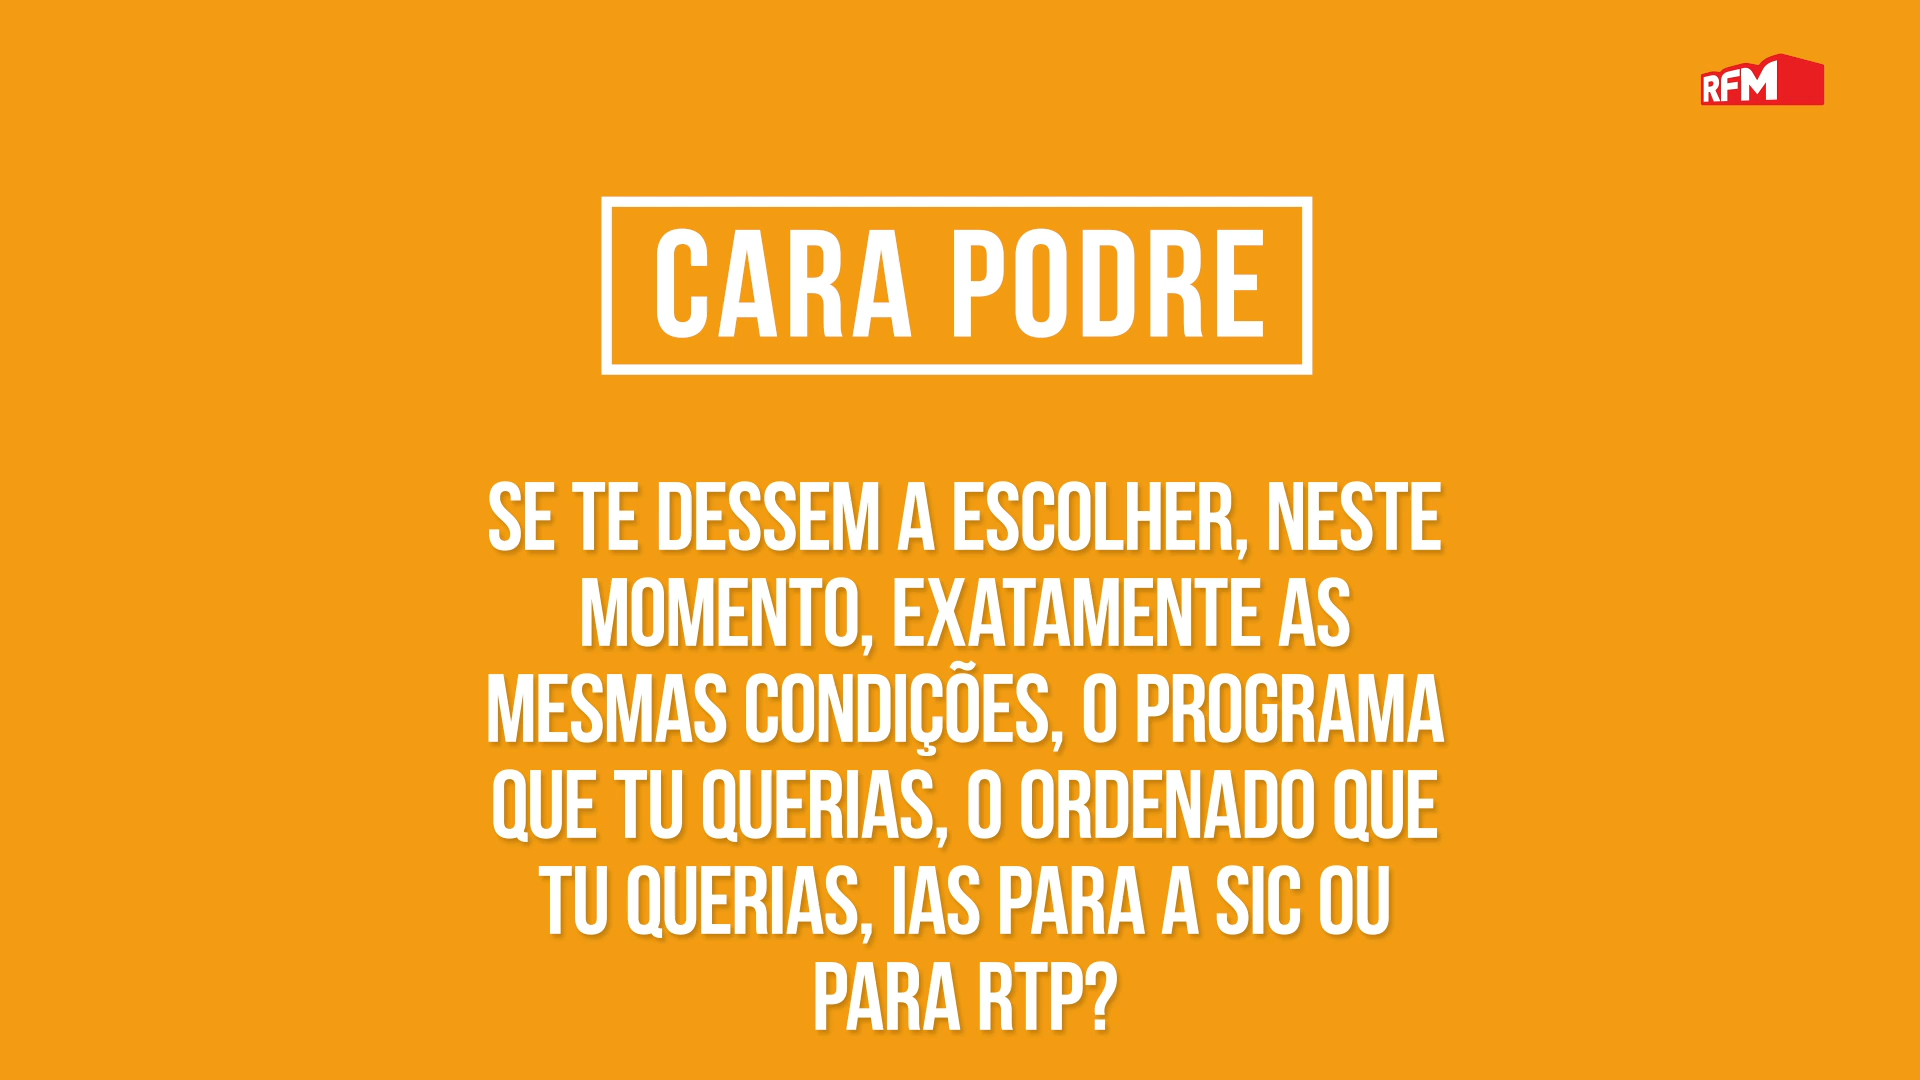 RFM
CARA PODRE
SE TE DESSEM A ESCOLHER, NESTE
MOMENTO, EXATAMENTE AS
MESMAS CONDIÇÕES, O PROGRAMA
QUE TU QUERIAS, O ORDENADO QUE
TU QUERIAS, IAS PARA A SIC OU
PARA RTP?